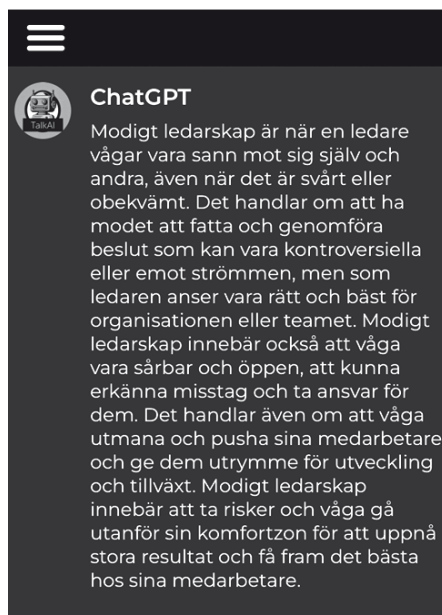 ChatGPT
TalkAI
Modigt ledarskap är när en ledare
vågar vara sann mot sig själv och
andra, även när det är svårt eller
obekvämt. Det handlar om att ha
modet att fatta och genomföra
beslut som kan vara kontroversiella
eller emot strömmen, men som
ledaren anser vara rätt och bäst för
organisationen eller teamet. Modigt
ledarskap innebär också att våga
vara sårbar och öppen, att kunna
erkänna misstag och ta ansvar för
dem. Det handlar även om att våga
utmana och pusha sina medarbetare
och ge dem utrymme för utveckling
och tillväxt. Modigt ledarskap
innebär att ta risker och våga gå
utanför sin komfortzon för att uppnå
stora resultat och få fram det bästa
hos sina medarbetare.